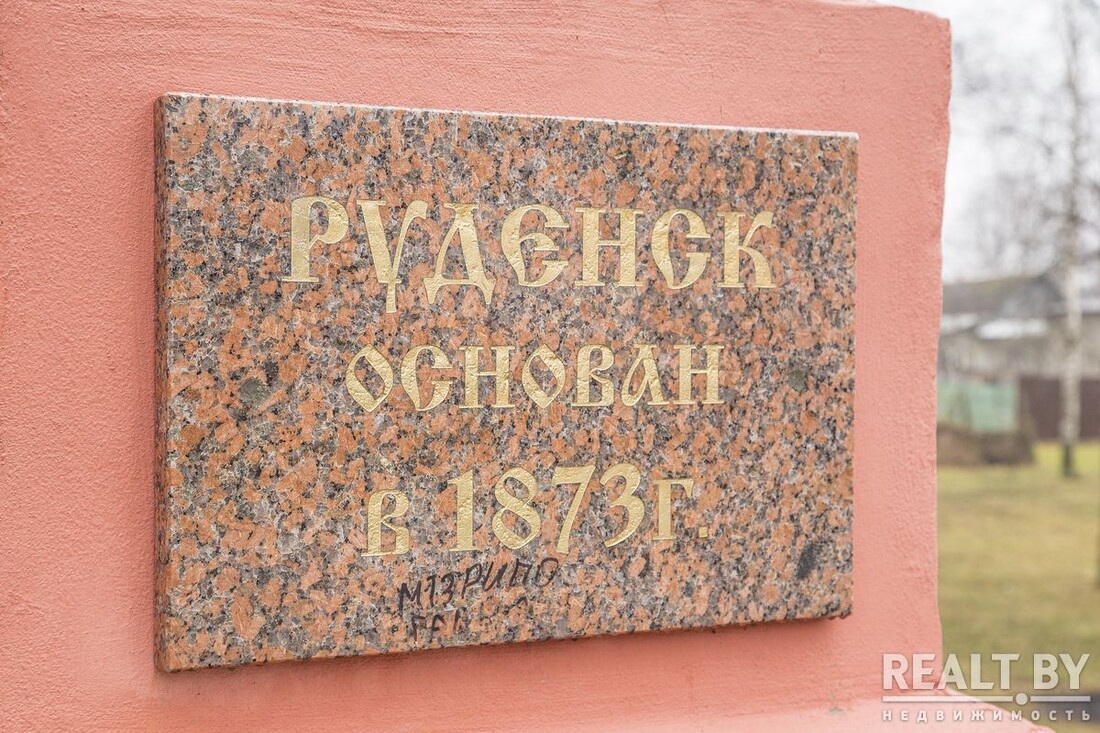 РУДЕНСК
ОСНОВАН
в 1873г.
REALT.BY
НЕДВИЖИМОСТЬ